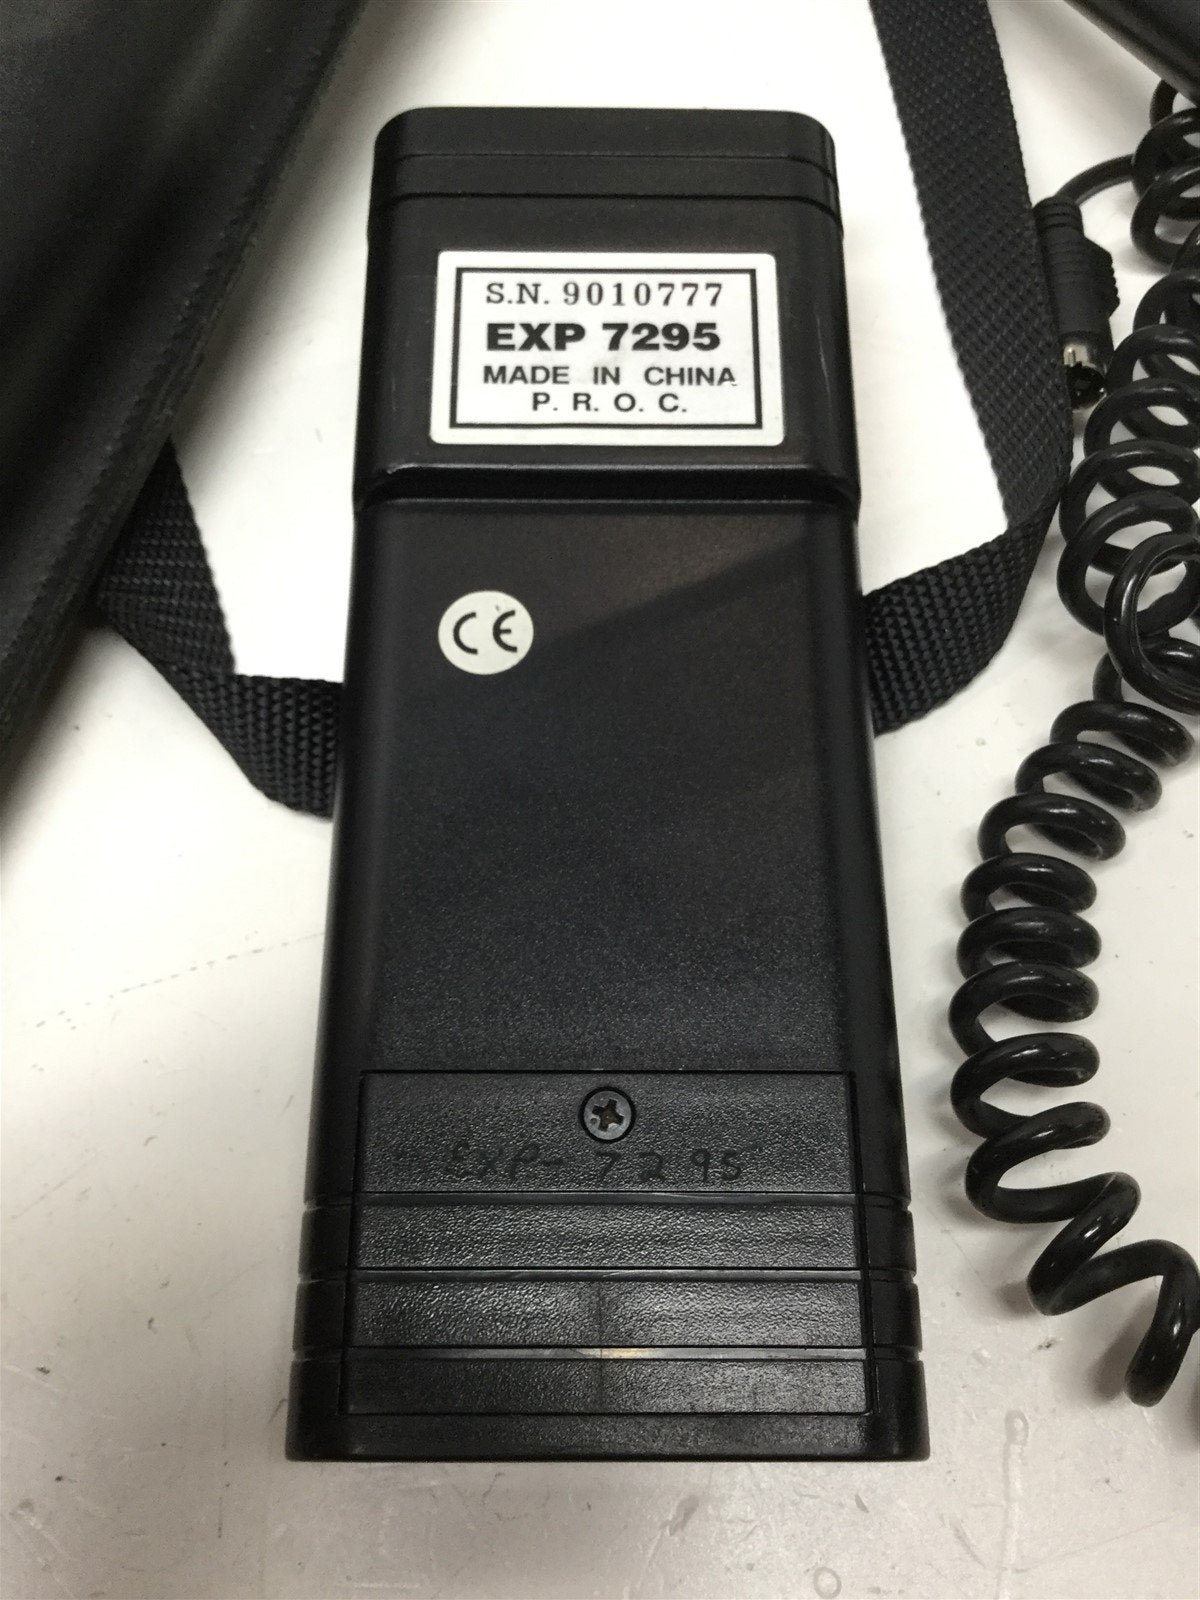 S.N. 9010777
EXP 7295
MADE IN CHINA
P. R. O. C.
CE
EXP- 7295